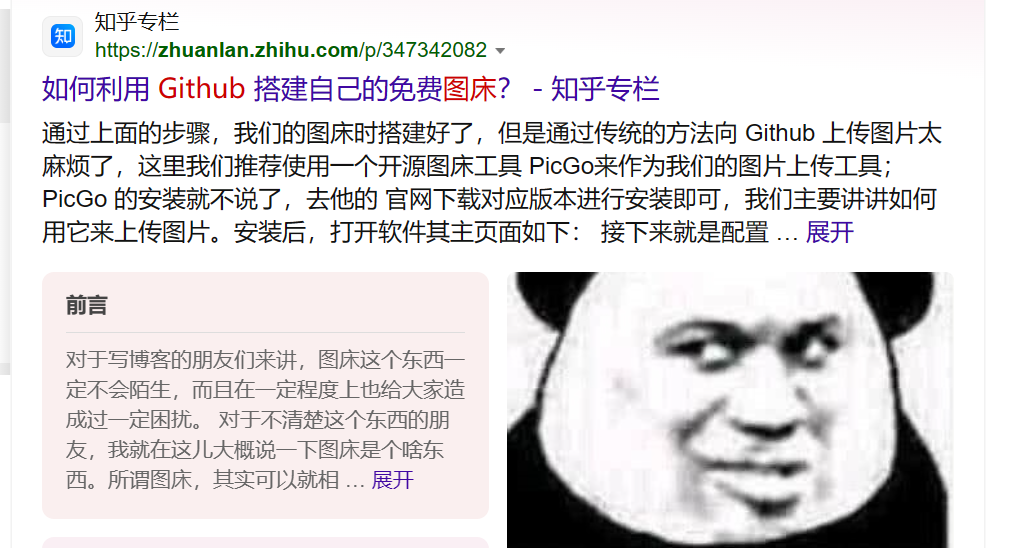 知
知乎专栏
https://zhuanlan.zhihu.com/p/347342082
如何利用 Github 搭建自己的免费图床？ - 知乎专栏
通过上面的步骤，我们的图床时搭建好了，但是通过传统的方法向 Github 上传图片太
麻烦了，这里我们推荐使用一个开源图床工具 PicGo来作为我们的图片上传工具；
PicGo 的安装就不说了，去他的 官网下载对应版本进行安装即可，我们主要讲讲如何
用它来上传图片。安装后，打开软件其主页面如下： 接下来就是配置 … 展开
前言
对于写博客的朋友们来讲，图床这个东西一
定不会陌生，而且在一定程度上也给大家造
成过一定困扰。 对于不清楚这个东西的朋
友，我就在这儿大概说一下图床是个啥东
西。所谓图床，其实可以就相 … 展开